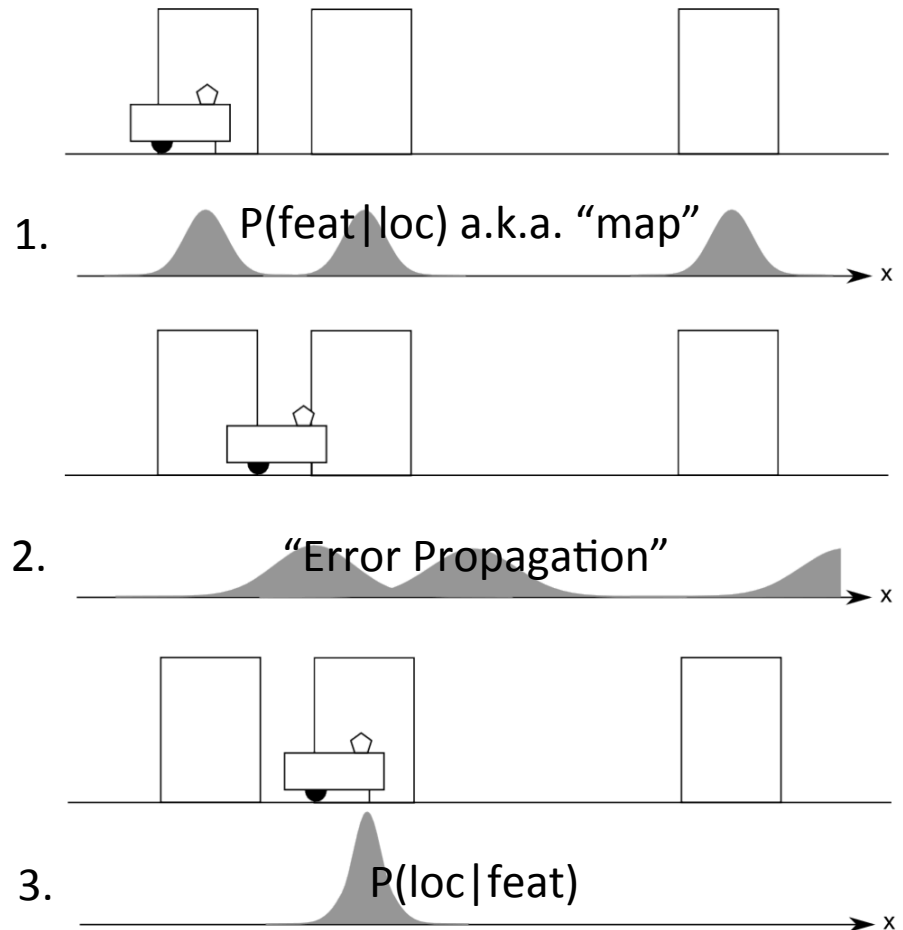 1. P(feat|loc) a.k.a. “map”
x
2. “Error Propagation”
x
3. P(loc|feat)
x